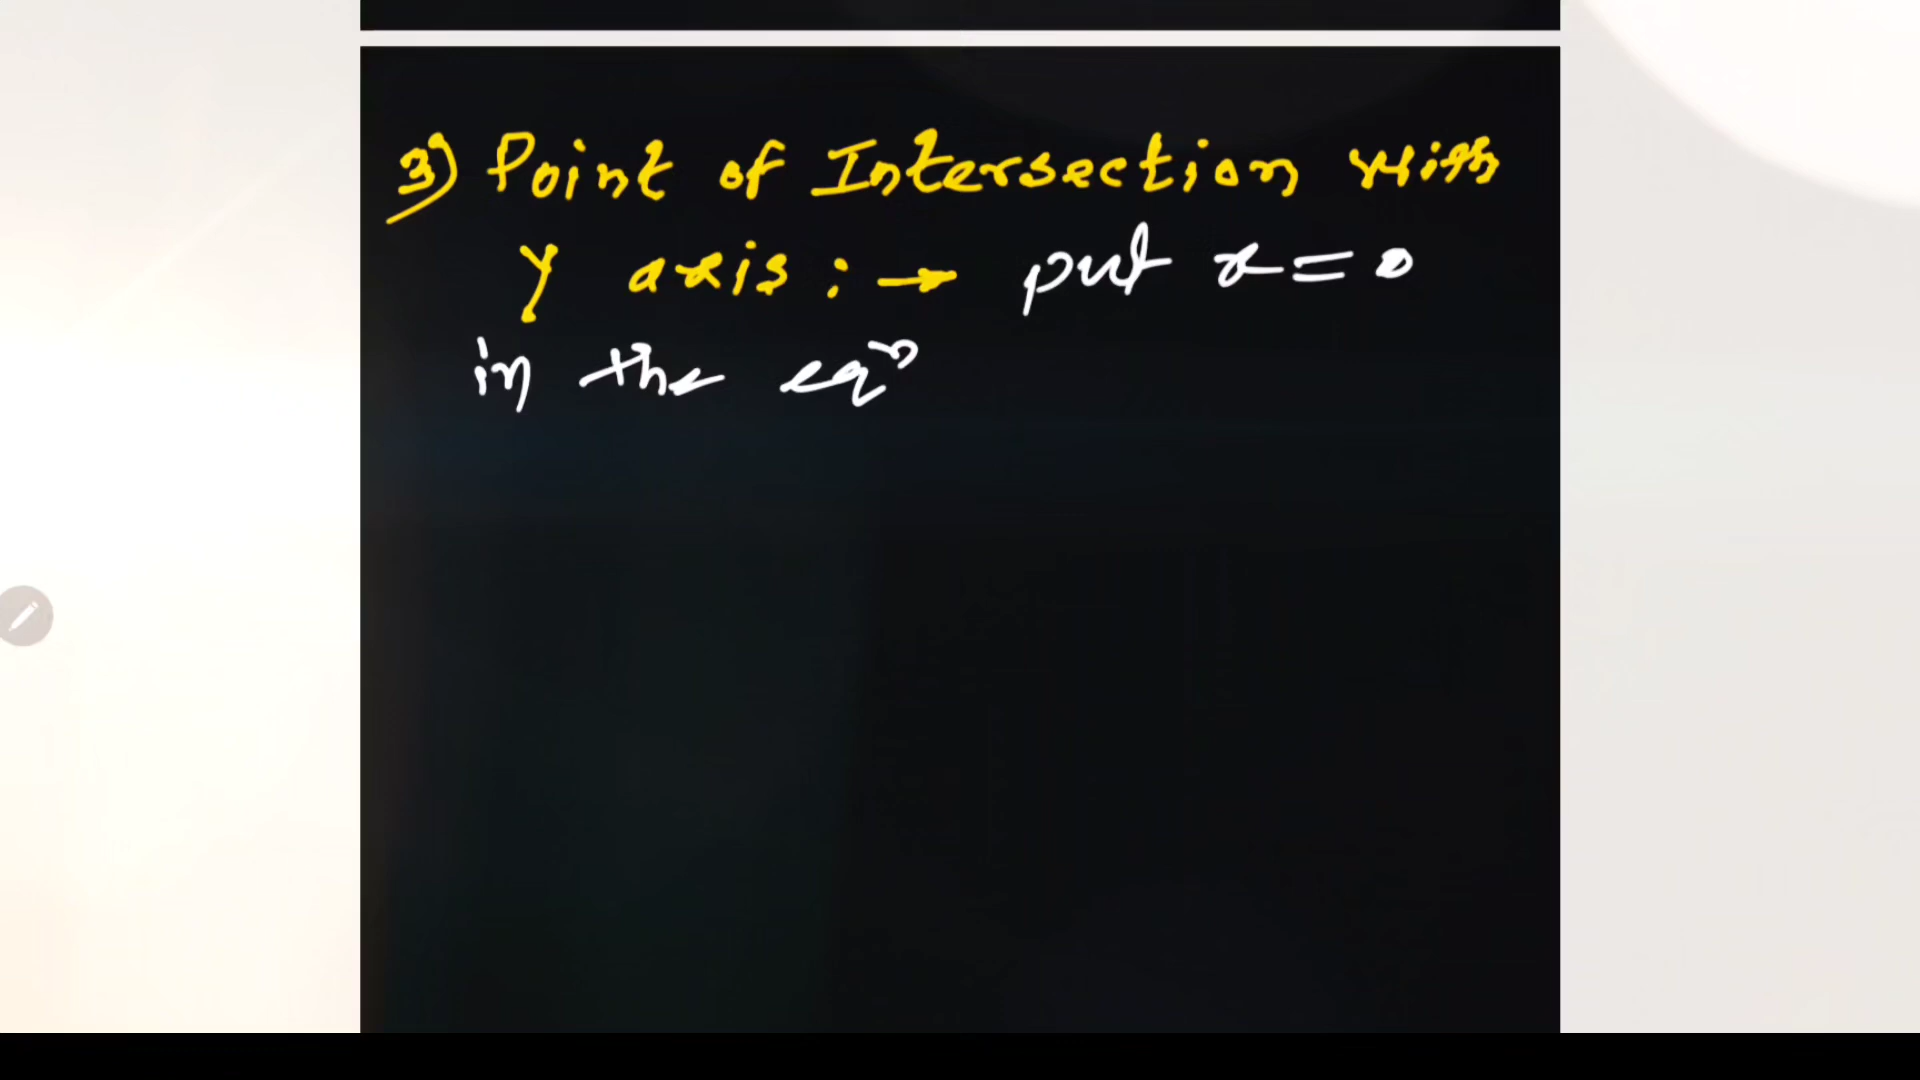 3) Point of Intersection with
Y axis : → put x = 0
in the eqⁿ